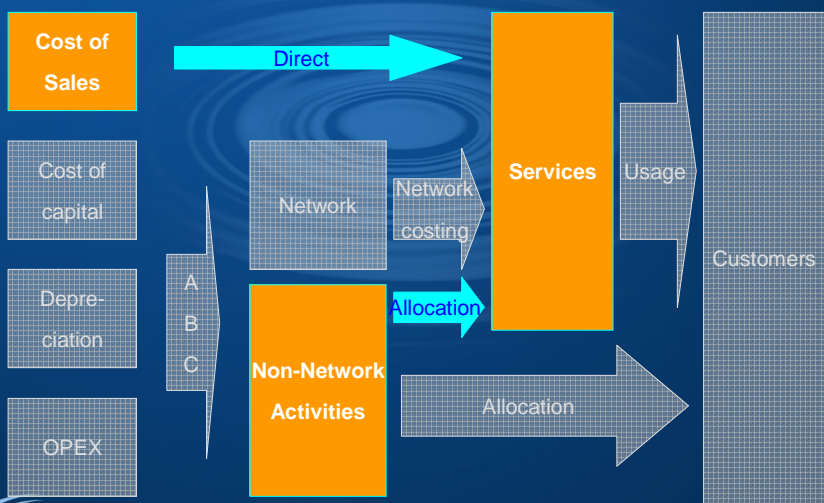 Cost of
Sales
Direct
Cost of
capital
Depre-
ciation
OPEX
A
B
C
Network
Non-Network
Activities
Network
costing
Allocation
Services
Allocation
Usage
Customers